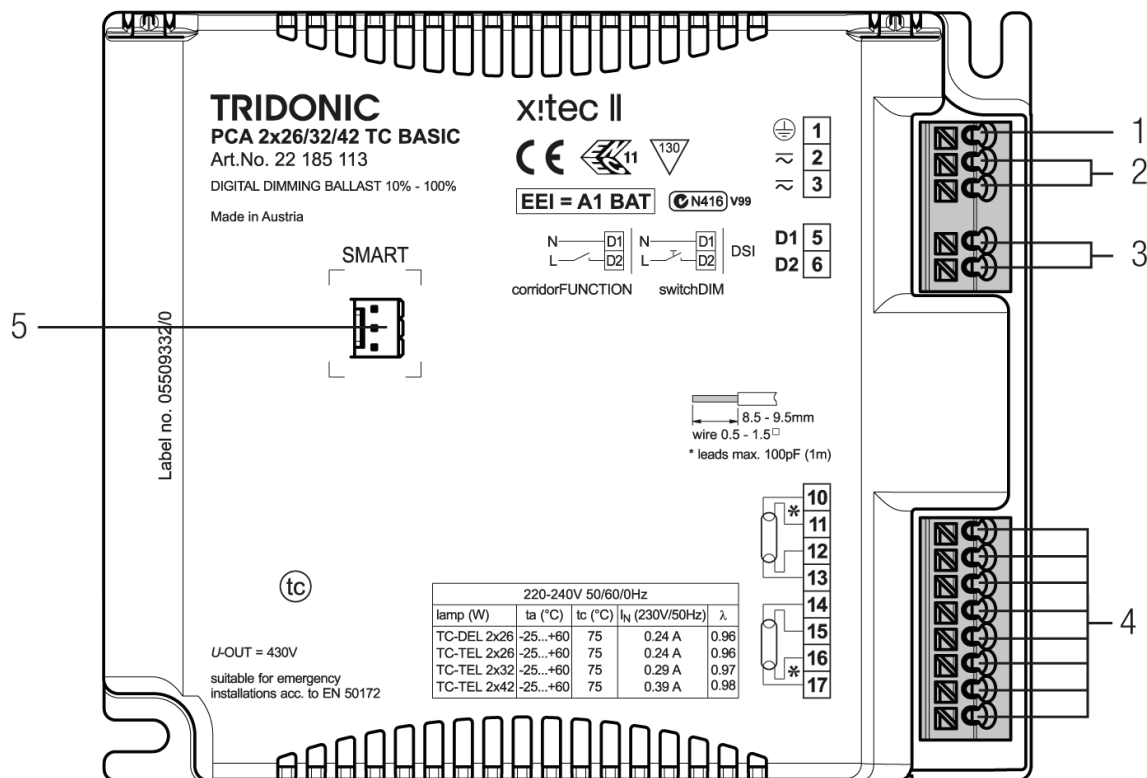 TRIDONIC
PCA 2x26/32/42 TC BASIC
Art.No. 22 185 113
DIGITAL DIMMING BALLAST 10% - 100%
Made in Austria
SMART
x!tec II
CE 11 130
EEI = A1 BAT N416 V99
N D1 N D1 DSI
L D2 L D2
corridorFUNCTION switchDIM
1
≂ 2
≂ 3
D1 5
D2 6
1
2
3
5
Label no. 05509332/0
8.5 - 9.5mm
wire 0.5 - 1.5□
* leads max. 100pF (1m)
10
* 11
12
13
14
15
16
* 17
4
tc
U-OUT = 430V
suitable for emergency
installations acc. to EN 50172
220-240V 50/60/0Hz
lamp (W) ta (°C) tc (°C) IN (230V/50Hz) λ
TC-DEL 2x26 -25...+60 75 0.24 A 0.96
TC-TEL 2x26 -25...+60 75 0.24 A 0.96
TC-TEL 2x32 -25...+60 75 0.29 A 0.97
TC-TEL 2x42 -25...+60 75 0.39 A 0.98